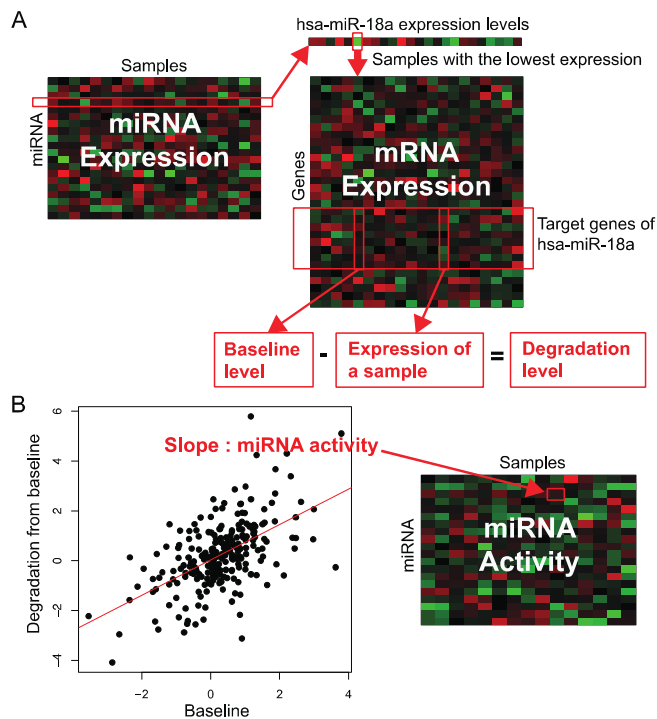 A
hsa-miR-18a expression levels
Samples with the lowest expression
Samples
miRNA
miRNA
Expression
Genes
mRNA
Expression
Target genes of
hsa-miR-18a
Baseline
level
-
Expression of
a sample
=
Degradation
level
B
Degradation from baseline
6
4
2
0
−2
−4
−2
0
2
4
Baseline
Slope : miRNA activity
Samples
miRNA
miRNA
Activity